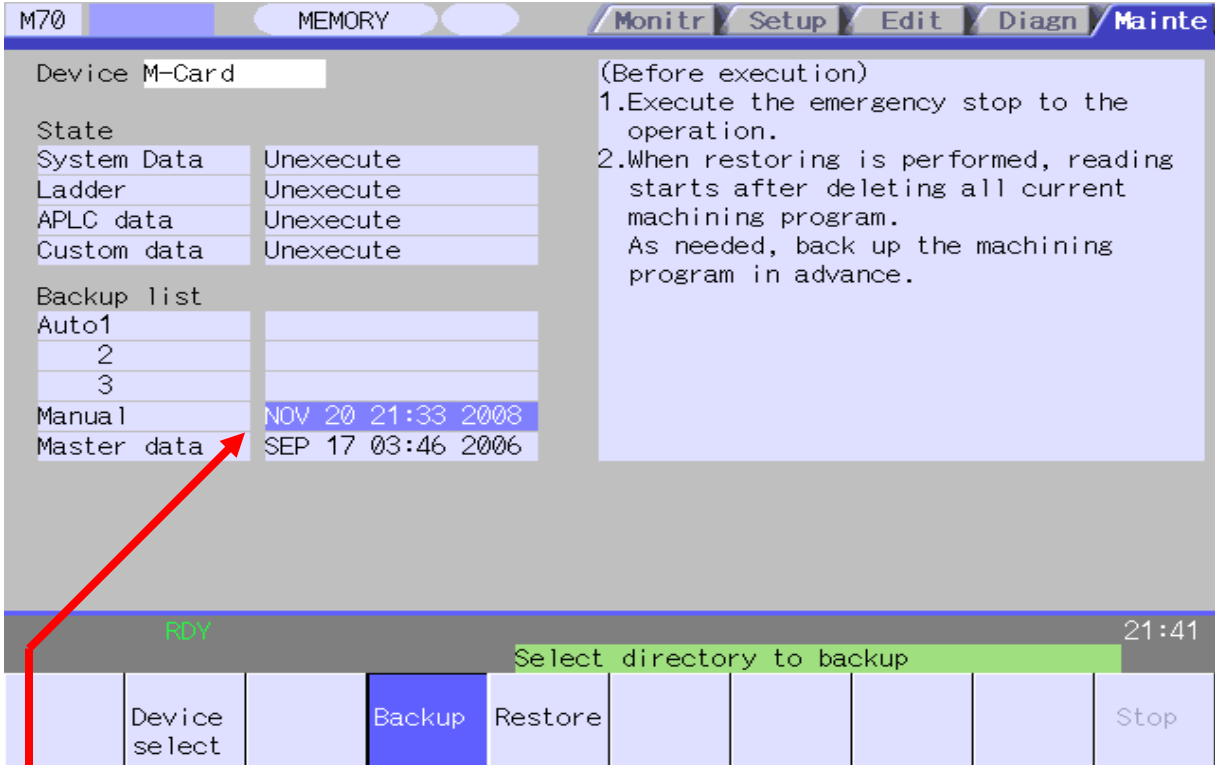 M70 MEMORY Monitr Setup Edit Diagn Mainte
Device M-Card
State
System Data Unexecute
Ladder Unexecute
APLC data Unexecute
Custom data Unexecute
Backup list
Auto1
2
3
Manual NOV 20 21:33 2008
Master data SEP 17 03:46 2006
(Before execution)
1.Execute the emergency stop to the
operation.
2.When restoring is performed, reading
starts after deleting all current
machining program.
As needed, back up the machining
program in advance.
RDY 21:41
Select directory to backup
Device
select
Backup
Restore
Stop